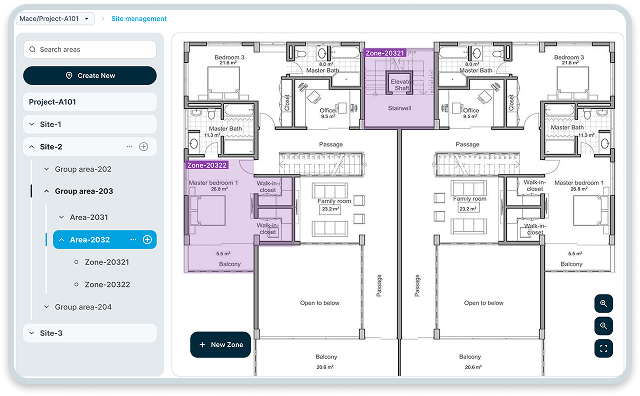 Mace/Project-A101
Site management
Search areas
Create New
Project-A101
Site-1
Site-2
Group area-202
Group area-203
Area-2031
Area-2032
Zone-20321
Zone-20322
Group area-204
Site-3
Zone-20321
Bedroom 3
21.6 m²
8.0 m²
Master Bath
Elevator
Shaft
Stairwell
8.0 m²
Master Bath
Bedroom 3
21.6 m²
Closet
Office
9.5 m²
Office
9.5 m²
Closet
Master Bath
11.3 m²
Master Bath
11.3 m²
Passage
Passage
Zone-20322
Master bedroom 1
26.8 m²
Walk-in-
closet
Family room
23.2 m²
Walk-in-
closet
Family room
23.2 m²
Walk-in-
closet
Master bedroom 1
26.8 m²
Walk-in-
closet
5.5 m²
Balcony
5.5 m²
Balcony
Open to below
Passage
Passage
Open to below
New Zone
Balcony
20.6 m²
Balcony
20.6 m²